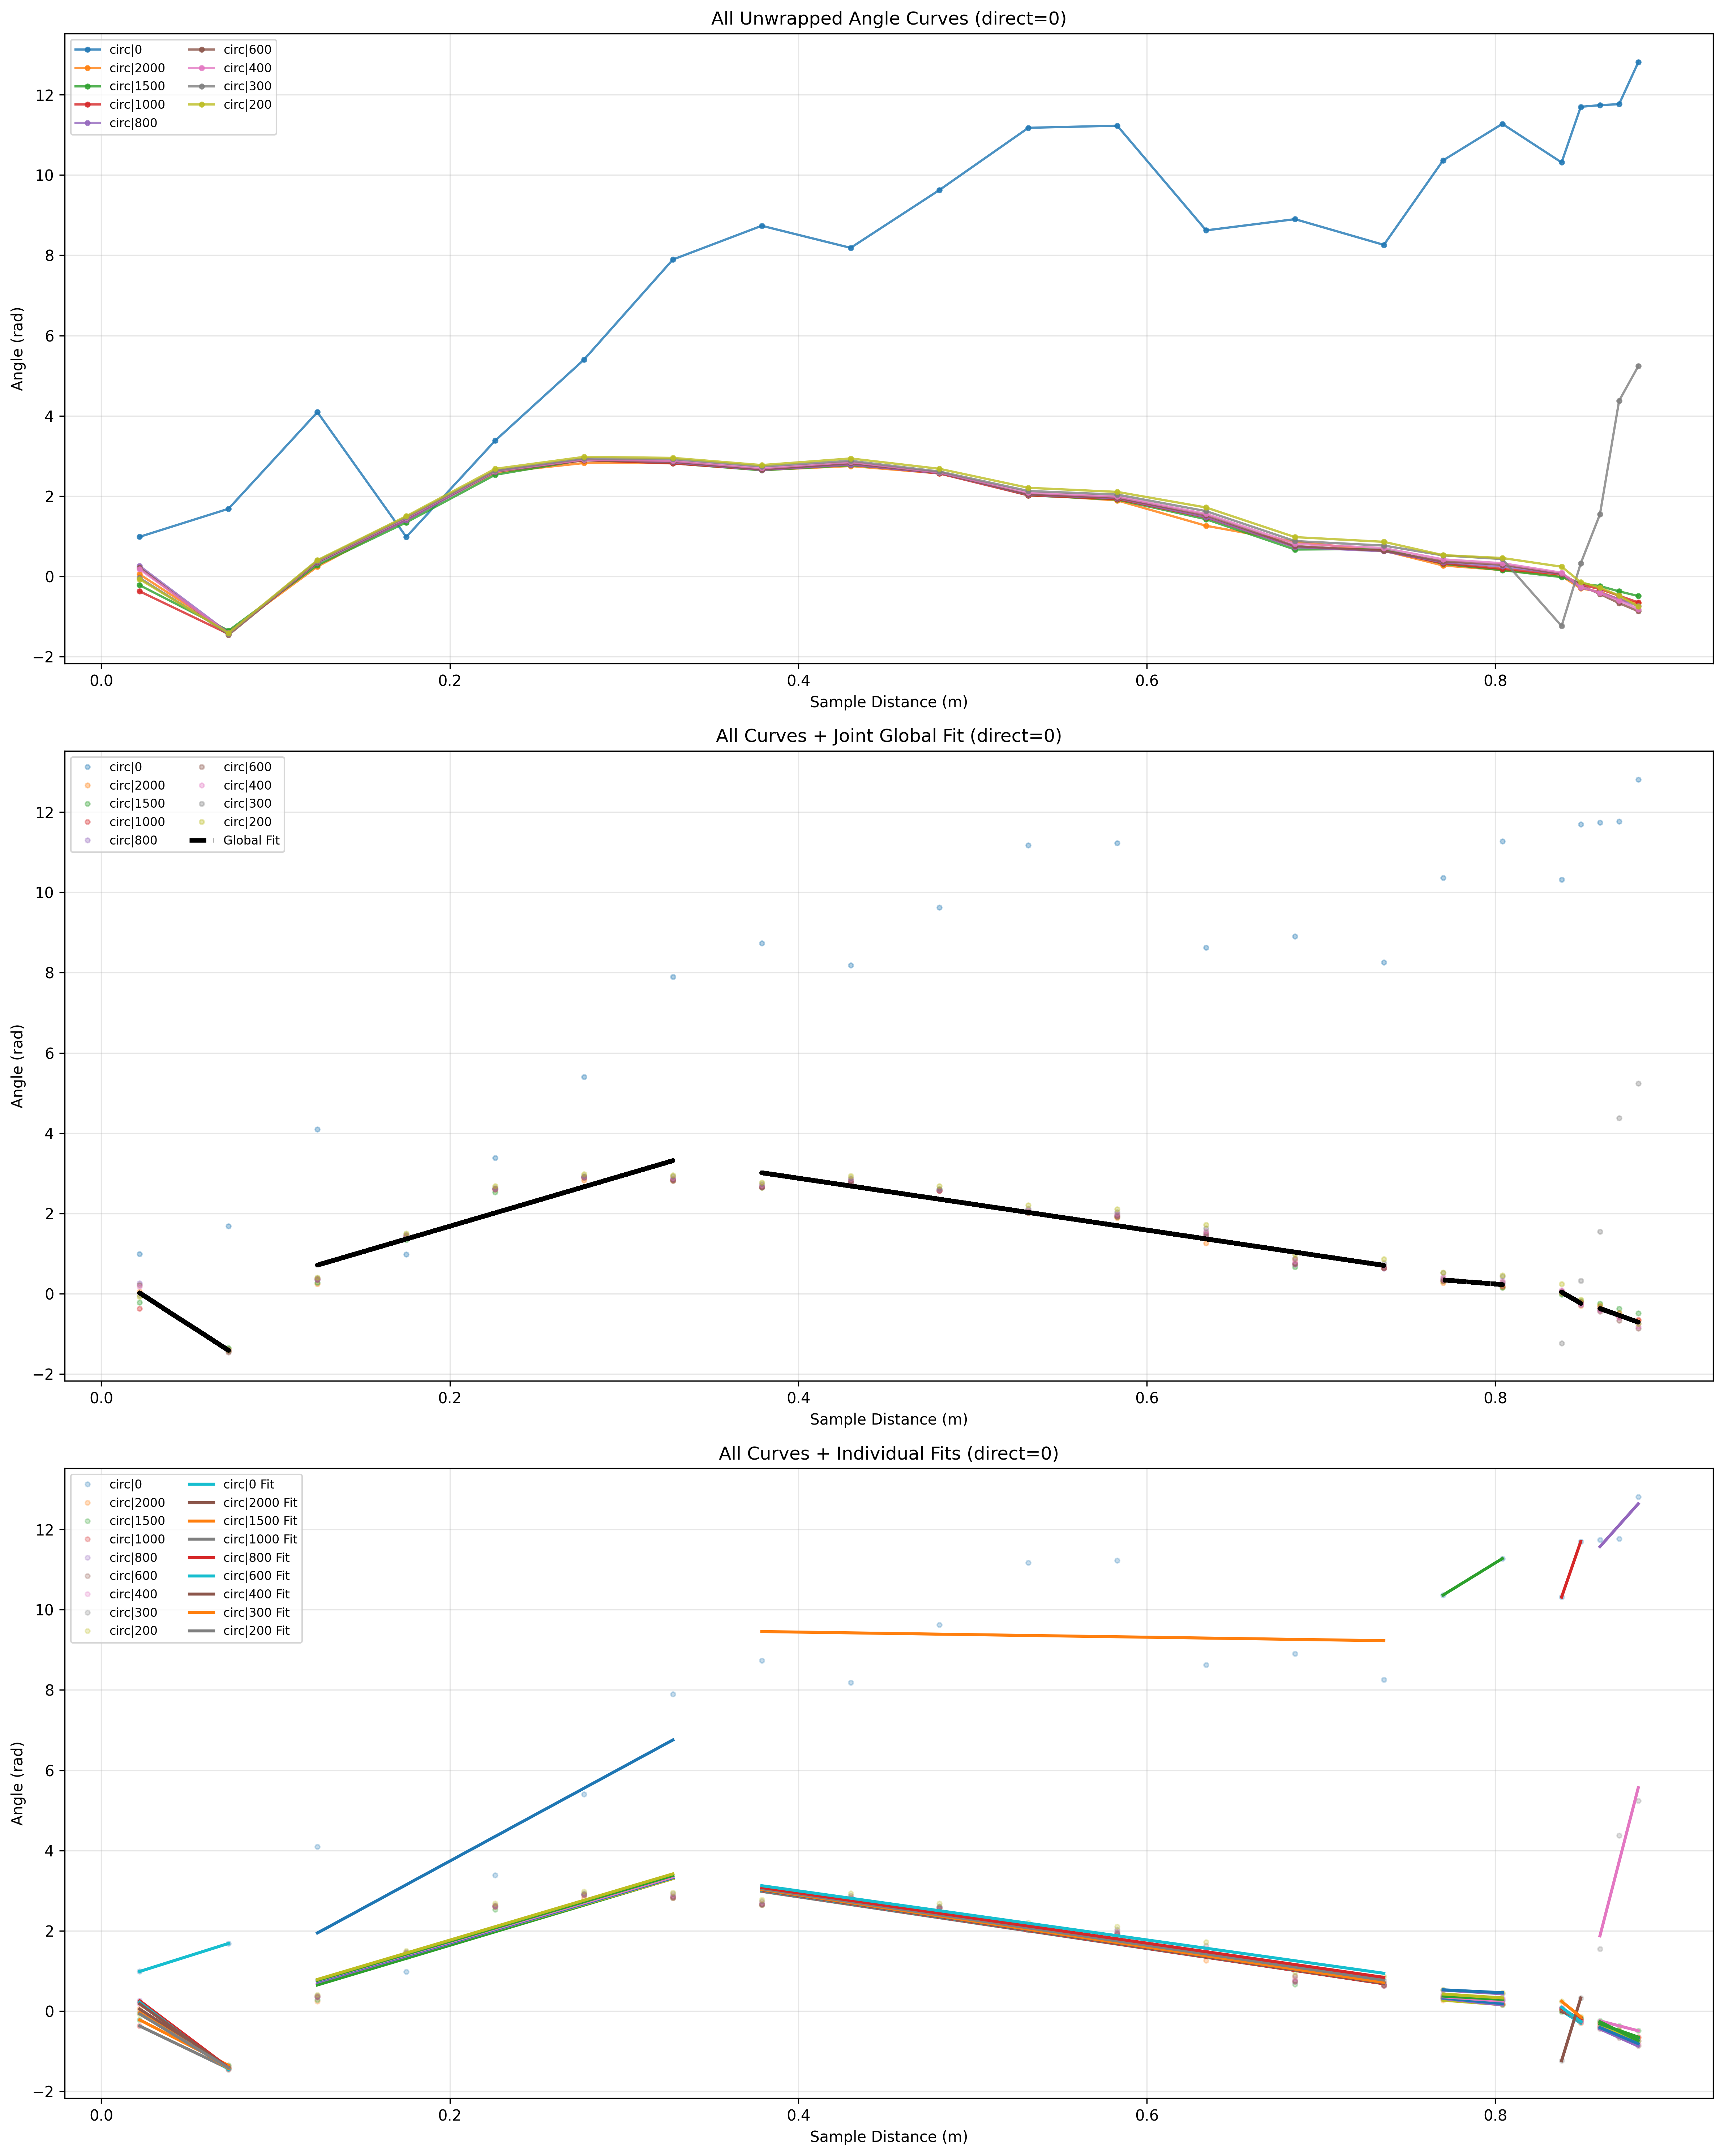 All Unwrapped Angle Curves (direct=0)
circ|0
circ|2000
circ|1500
circ|1000
circ|800
circ|600
circ|400
circ|300
circ|200
12
10
8
6
4
2
0
−2
Angle (rad)
0.0
0.2
0.4
0.6
0.8
Sample Distance (m)
All Curves + Joint Global Fit (direct=0)
circ|0
circ|2000
circ|1500
circ|1000
circ|800
circ|600
circ|400
circ|300
circ|200
Global Fit
12
10
8
6
4
2
0
−2
Angle (rad)
0.0
0.2
0.4
0.6
0.8
Sample Distance (m)
All Curves + Individual Fits (direct=0)
circ|0
circ|2000
circ|1500
circ|1000
circ|800
circ|600
circ|400
circ|300
circ|200
circ|0 Fit
circ|2000 Fit
circ|1500 Fit
circ|1000 Fit
circ|800 Fit
circ|600 Fit
circ|400 Fit
circ|300 Fit
circ|200 Fit
12
10
8
6
4
2
0
−2
Angle (rad)
0.0
0.2
0.4
0.6
0.8
Sample Distance (m)